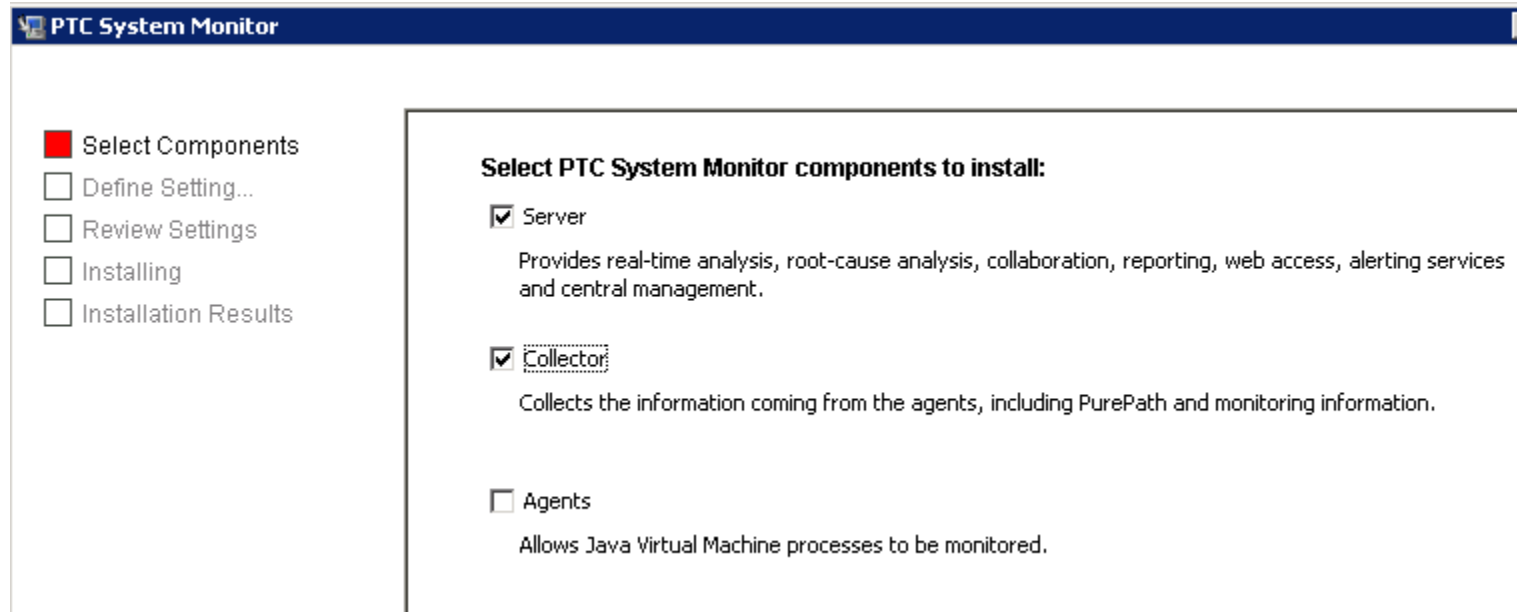 PTC System Monitor
Select Components
Define Setting...
Review Settings
Installing
Installation Results
Select PTC System Monitor components to install:
Server
Provides real-time analysis, root-cause analysis, collaboration, reporting, web access, alerting services
and central management.
Collector
Collects the information coming from the agents, including PurePath and monitoring information.
Agents
Allows Java Virtual Machine processes to be monitored.